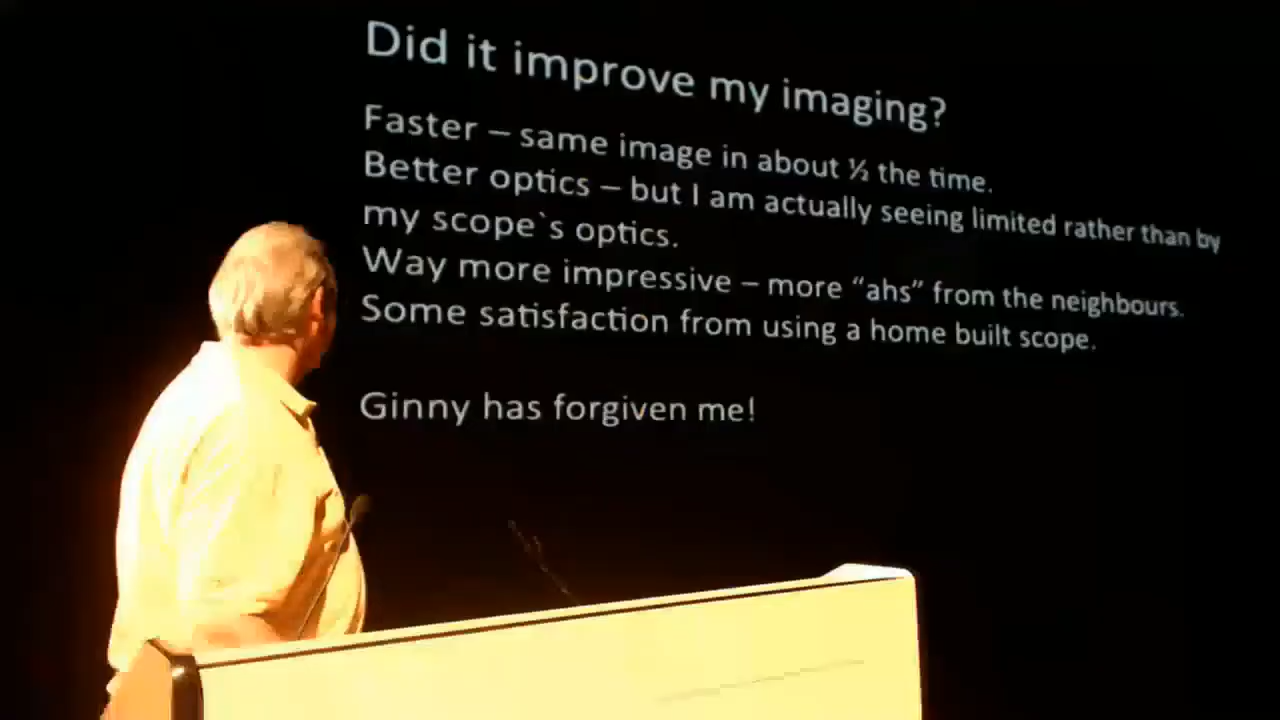 Did it improve my imaging?
Faster – same image in about ½ the time.
Better optics – but I am actually seeing limited rather than by
my scope`s optics.
Way more impressive – more “ahs” from the neighbours.
Some satisfaction from using a home built scope.
Ginny has forgiven me!